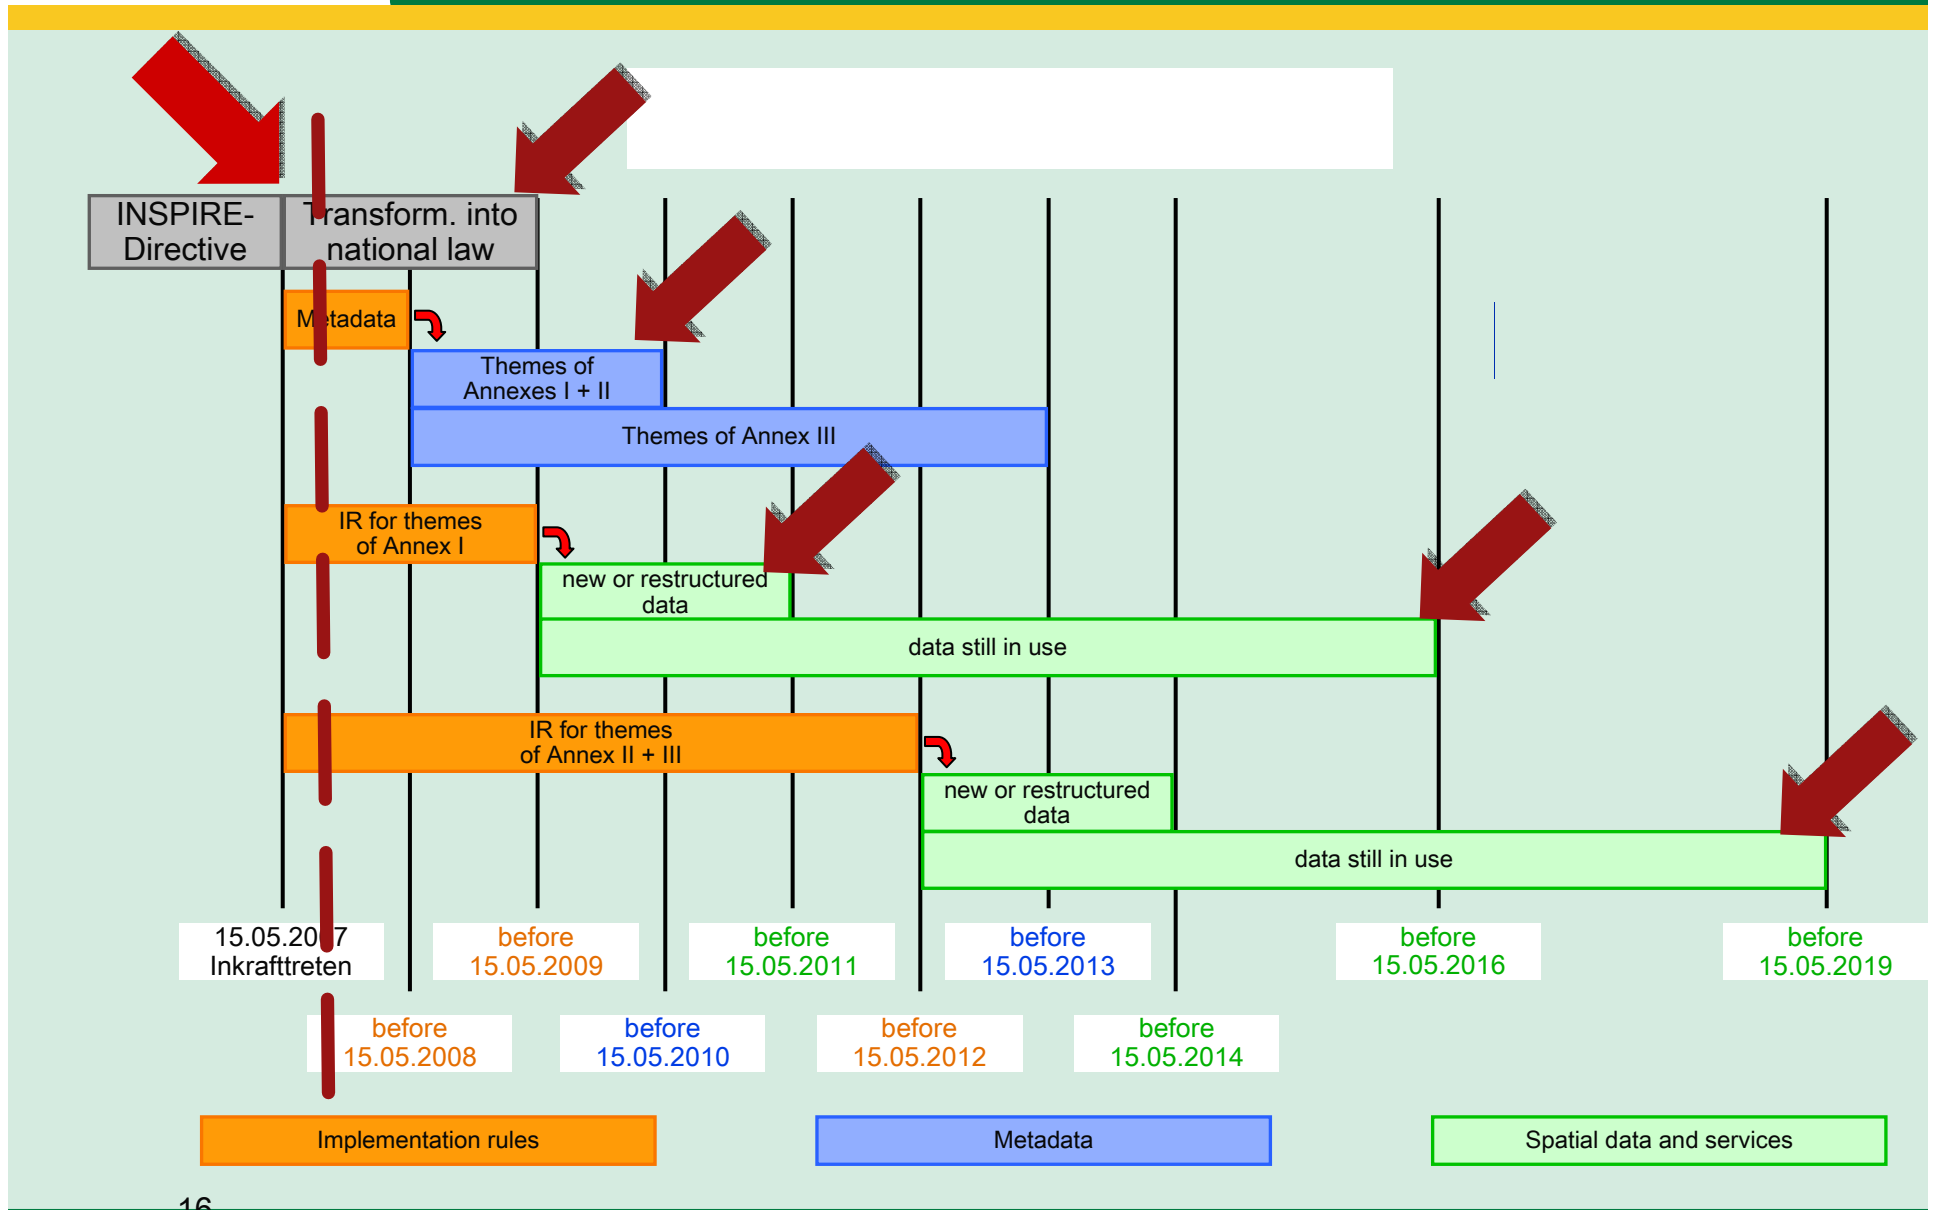 INSPIRE-
Directive
Transform. into
national law
Metadata
Themes of
Annexes I + II
Themes of Annex III
IR for themes
of Annex I
new or restructured
data
data still in use
IR for themes
of Annex II + III
new or restructured
data
data still in use
15.05.2007
Inkrafttreten
before
15.05.2009
before
15.05.2011
before
15.05.2013
before
15.05.2016
before
15.05.2019
before
15.05.2008
before
15.05.2010
before
15.05.2012
before
15.05.2014
Implementation rules
Metadata
Spatial data and services
16